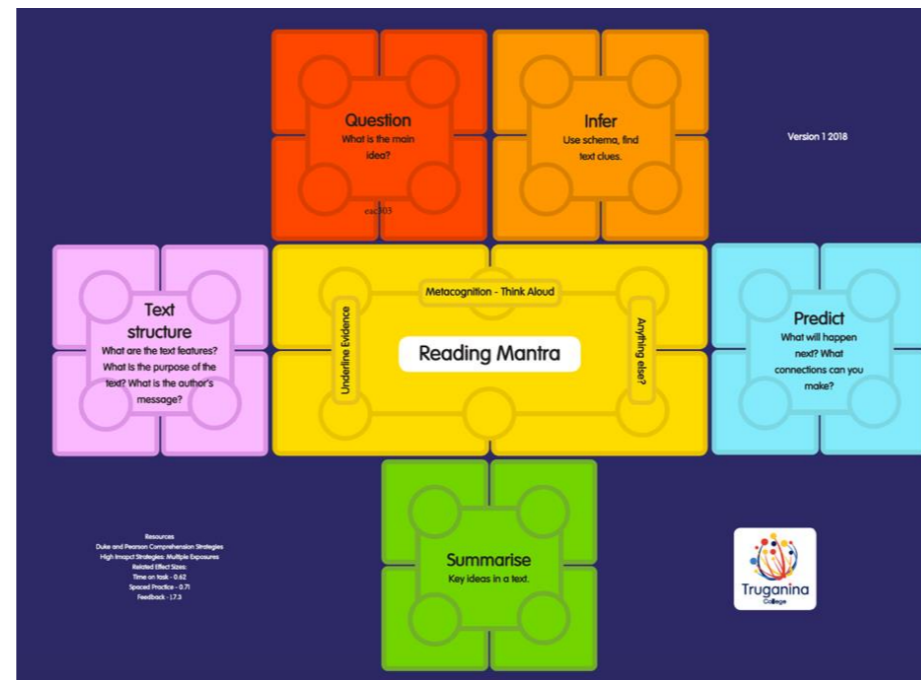 Question
What is the main
idea?
eac505
Infer
Use schema, find
text clues.
Version 1 2018
Text
structure
What are the text features?
What is the purpose of the
text? What is the author's
message?
Metacognition - Think Aloud
Underline Evidence
Reading Mantra
Anything else?
Predict
What will happen
next? What
connections can you
make?
Summarise
Key ideas in a text.
Resources
Duke and Pearson Comprehension Strategies
High Imapct Strategies: Multiple Exposures
Related Effect Sizes:
Time on task - 0.62
Spaced Practice - 0.71
Feedback - 1.7.3
Truganina
College